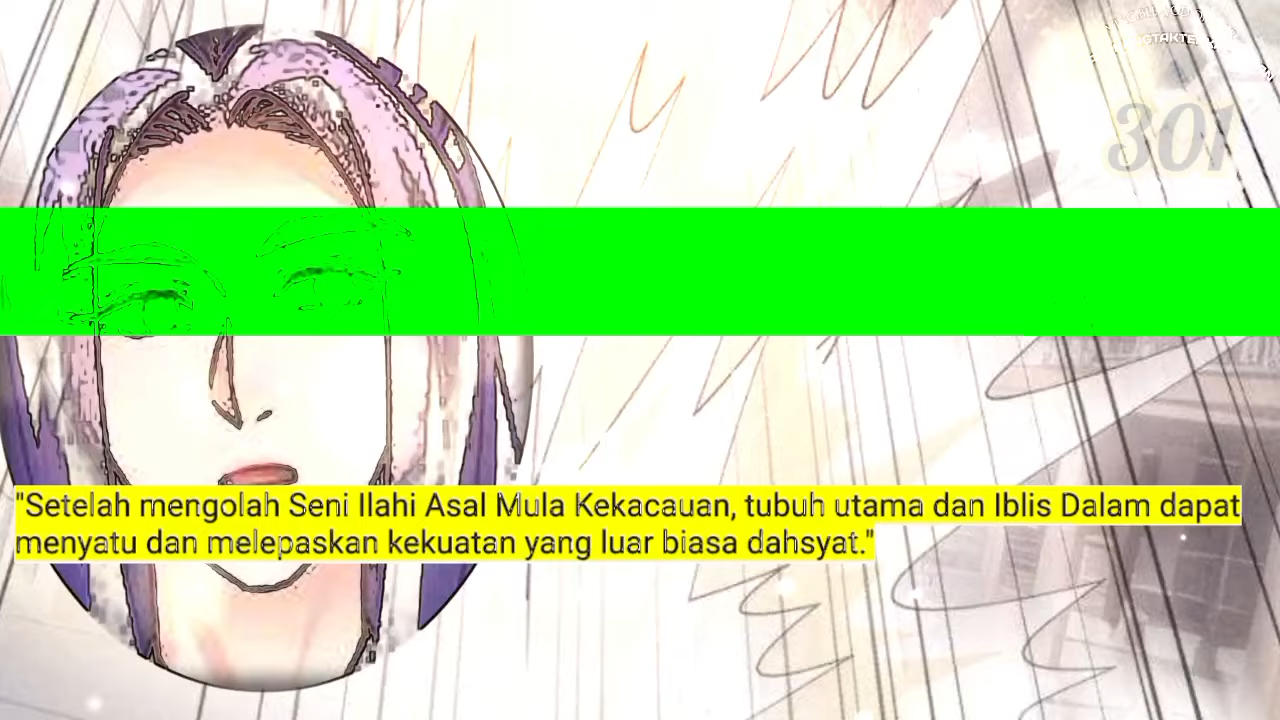 301
"Setelah mengolah Seni Ilahi Asal Mula Kekacauan, tubuh utama dan Iblis Dalam dapat
menyatu dan melepaskan kekuatan yang luar biasa dahsyat."